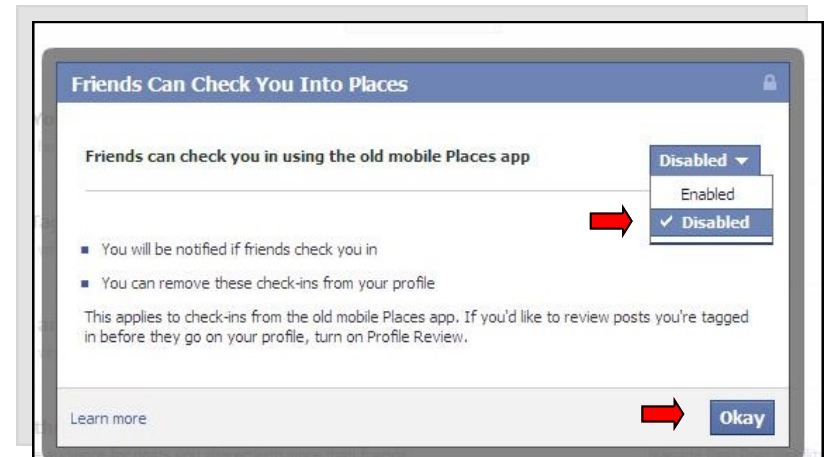 Friends Can Check You Into Places
Friends can check you in using the old mobile Places app
Disabled
Enabled
✓ Disabled
You will be notified if friends check you in
You can remove these check-ins from your profile
This applies to check-ins from the old mobile Places app. If you'd like to review posts you're tagged
in before they go on your profile, turn on Profile Review.
Learn more
Okay